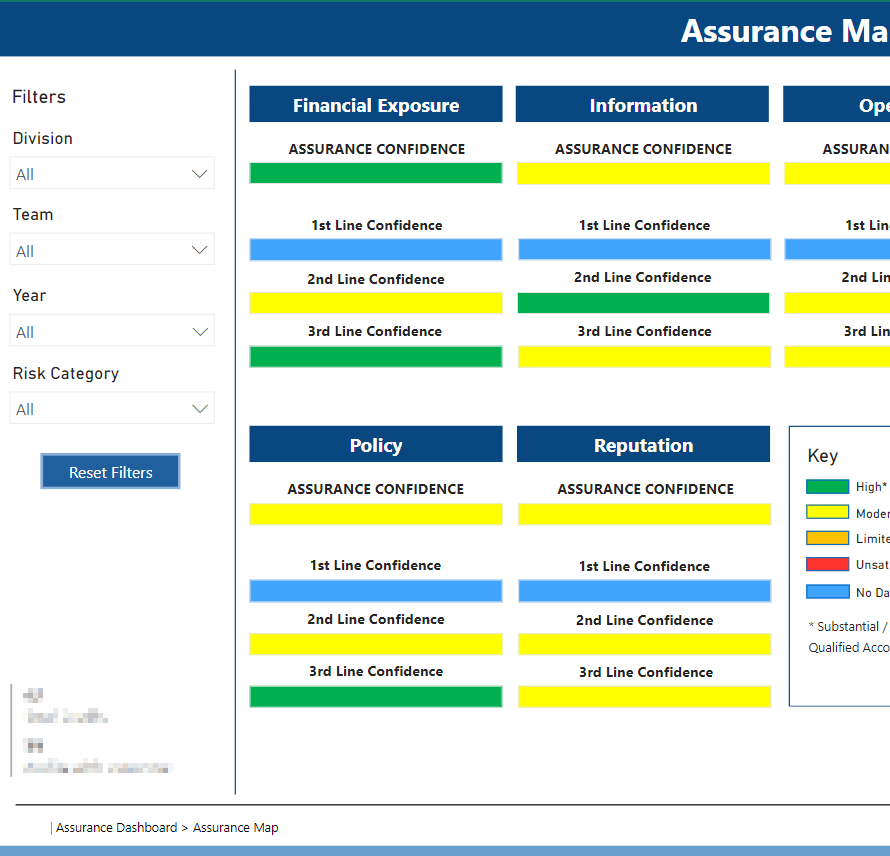 Assurance Ma
Filters
Division
All
Team
All
Year
All
Risk Category
All
Reset Filters
Financial Exposure
ASSURANCE CONFIDENCE
1st Line Confidence
2nd Line Confidence
3rd Line Confidence
Information
ASSURANCE CONFIDENCE
1st Line Confidence
2nd Line Confidence
3rd Line Confidence
Ope
ASSURAN
1st Lin
2nd Lin
3rd Lin
Policy
ASSURANCE CONFIDENCE
1st Line Confidence
2nd Line Confidence
3rd Line Confidence
Reputation
ASSURANCE CONFIDENCE
1st Line Confidence
2nd Line Confidence
3rd Line Confidence
Key
High*
Moder
Limite
Unsat
No Da
* Substantial /
Qualified Acco
| Assurance Dashboard > Assurance Map